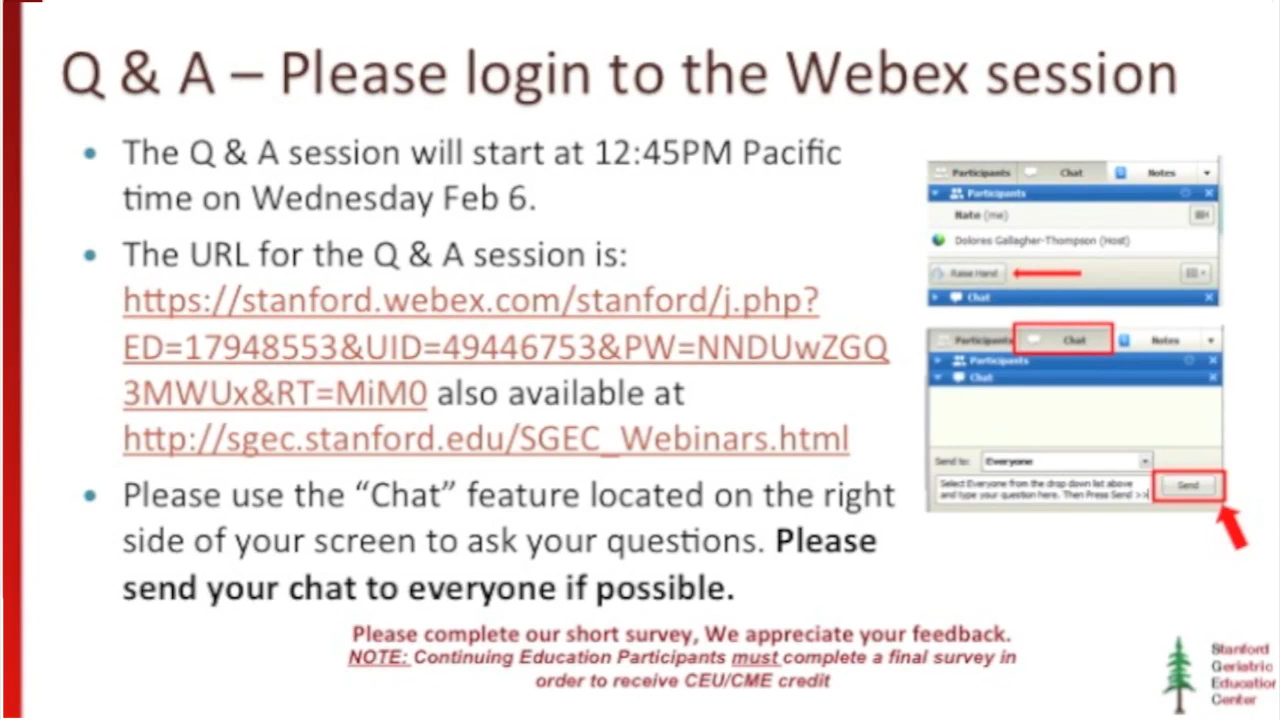 Q & A – Please login to the Webex session
• The Q & A session will start at 12:45PM Pacific
time on Wednesday Feb 6.
• The URL for the Q & A session is:
https://stanford.webex.com/stanford/j.php?
ED=17948553&UID=49446753&PW=NNDUwZGQ
3MWUx&RT=MiM0 also available at
http://sgec.stanford.edu/SGEC_Webinars.html
• Please use the “Chat” feature located on the right
side of your screen to ask your questions. Please
send your chat to everyone if possible.
Participants Chat Notes
Participants
Nate (me)
Dolores Gallagher-Thompson (Host)
Raise Hand
Chat
Participants Chat Notes
Participants
Chat
Send to: Everyone
Select Everyone from the drop down list above
and type your question here. Then Press Send >>
Send
Please complete our short survey, We appreciate your feedback.
NOTE: Continuing Education Participants must complete a final survey in
order to receive CEU/CME credit
Stanford
Geriatric
Education
Center